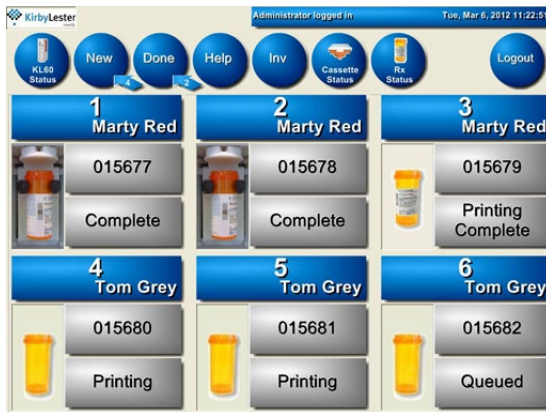 KirbyLester
Administrator logged in
Tue, Mar 6, 2012 11:22:51
KL60
Status
New
4
Done
2
Help
Inv
Cassette
Status
Rx
Status
Logout
1
Marty Red
015677
Complete
2
Marty Red
015678
Complete
3
Marty Red
015679
Printing
Complete
4
Tom Grey
015680
Printing
5
Tom Grey
015681
Printing
6
Tom Grey
015682
Queued